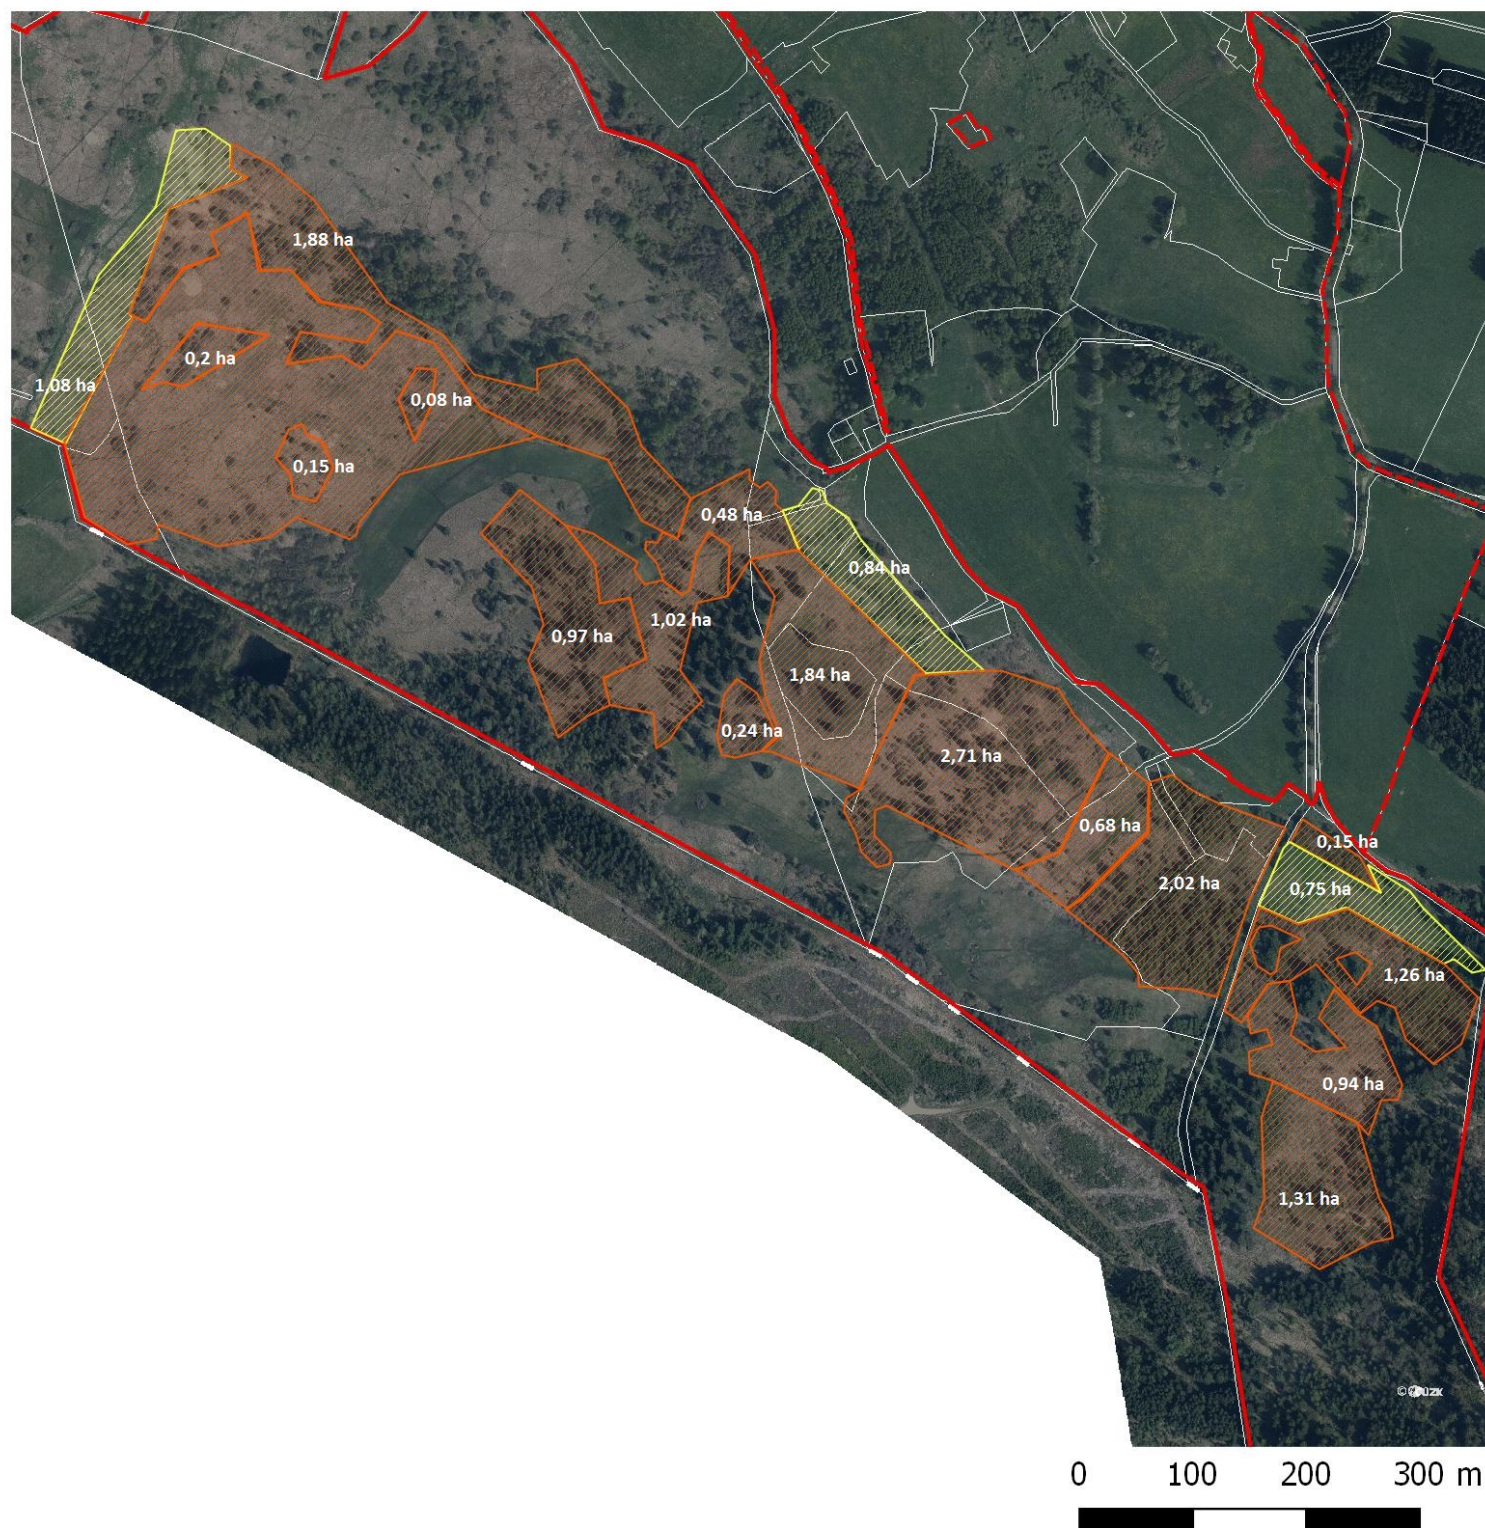 1,88 ha
0,2 ha
1,08 ha
0,08 ha
0,15 ha
0,48 ha
0,84 ha
1,02 ha
0,97 ha
1,84 ha
0,24 ha
2,71 ha
0,68 ha
0,15 ha
2,02 ha
0,75 ha
1,26 ha
0,94 ha
1,31 ha
0 100 200 300 m